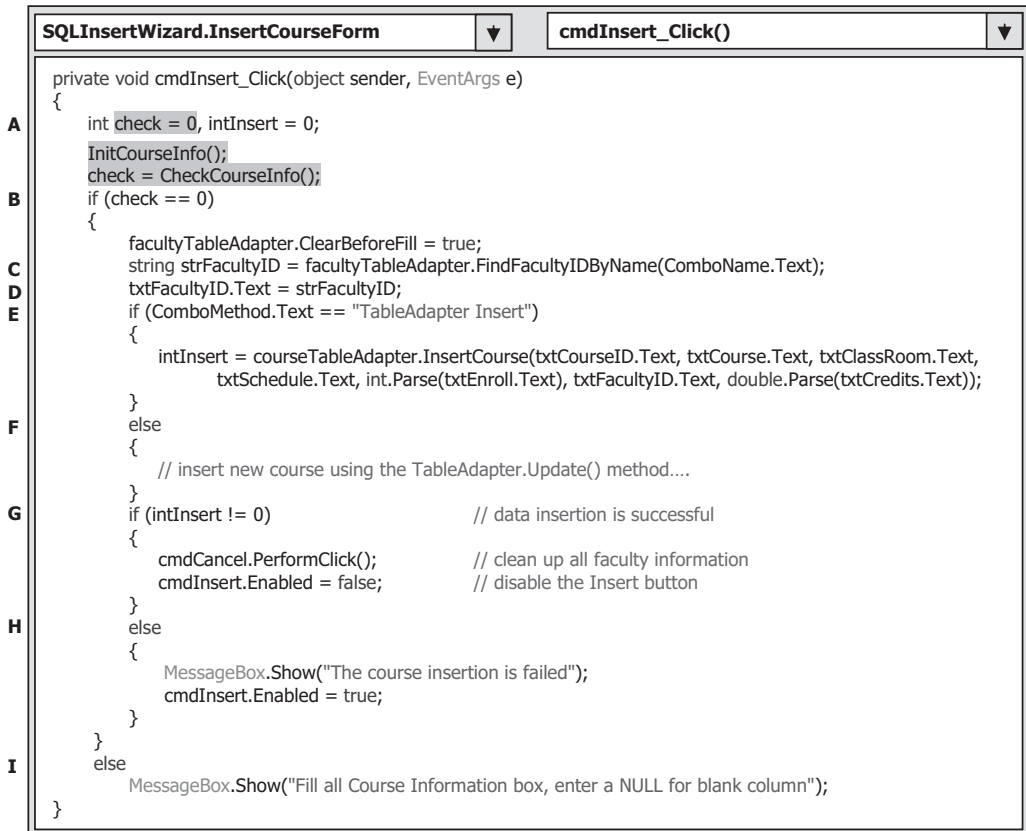 SQLInsertWizard.InsertCourseForm cmdInsert_Click()
private void cmdInsert_Click(object sender, EventArgs e)
{
A int check = 0, intInsert = 0;
InitCourseInfo();
check = CheckCourseInfo();
B if (check == 0)
{
facultyTableAdapter.ClearBeforeFill = true;
C string strFacultyID = facultyTableAdapter.FindFacultyIDByName(ComboName.Text);
D txtFacultyID.Text = strFacultyID;
E if (ComboMethod.Text == "TableAdapter Insert")
{
intInsert = courseTableAdapter.InsertCourse(txtCourseID.Text, txtCourse.Text, txtClassRoom.Text,
txtSchedule.Text, int.Parse(txtEnroll.Text), txtFacultyID.Text, double.Parse(txtCredits.Text));
}
F else
{
// insert new course using the TableAdapter.Update() method….
}
G if (intInsert != 0) // data insertion is successful
{
cmdCancel.PerformClick(); // clean up all faculty information
cmdInsert.Enabled = false; // disable the Insert button
}
H else
{
MessageBox.Show("The course insertion is failed");
cmdInsert.Enabled = true;
}
}
I else
MessageBox.Show("Fill all Course Information box, enter a NULL for blank column");
}